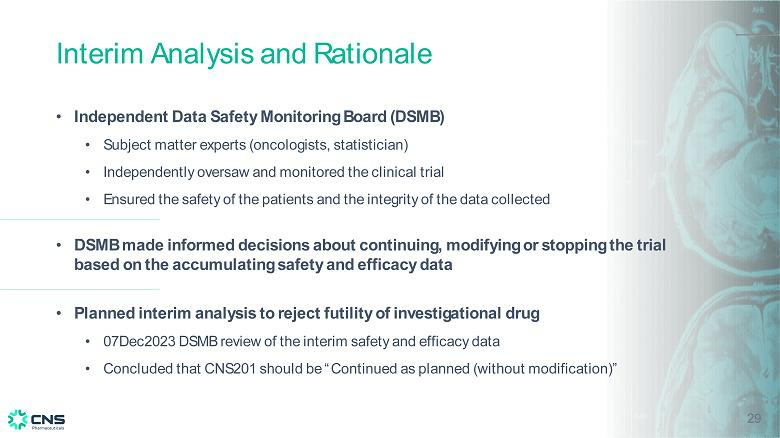 AHL
Interim Analysis and Rationale
• Independent Data Safety Monitoring Board (DSMB)
• Subject matter experts (oncologists, statistician)
• Independently oversaw and monitored the clinical trial
• Ensured the safety of the patients and the integrity of the data collected
• DSMB made informed decisions about continuing, modifying or stopping the trial
based on the accumulating safety and efficacy data
• Planned interim analysis to reject futility of investigational drug
• 07Dec2023 DSMB review of the interim safety and efficacy data
• Concluded that CNS201 should be “Continued as planned (without modification)”
CNS
Pharmaceuticals
29